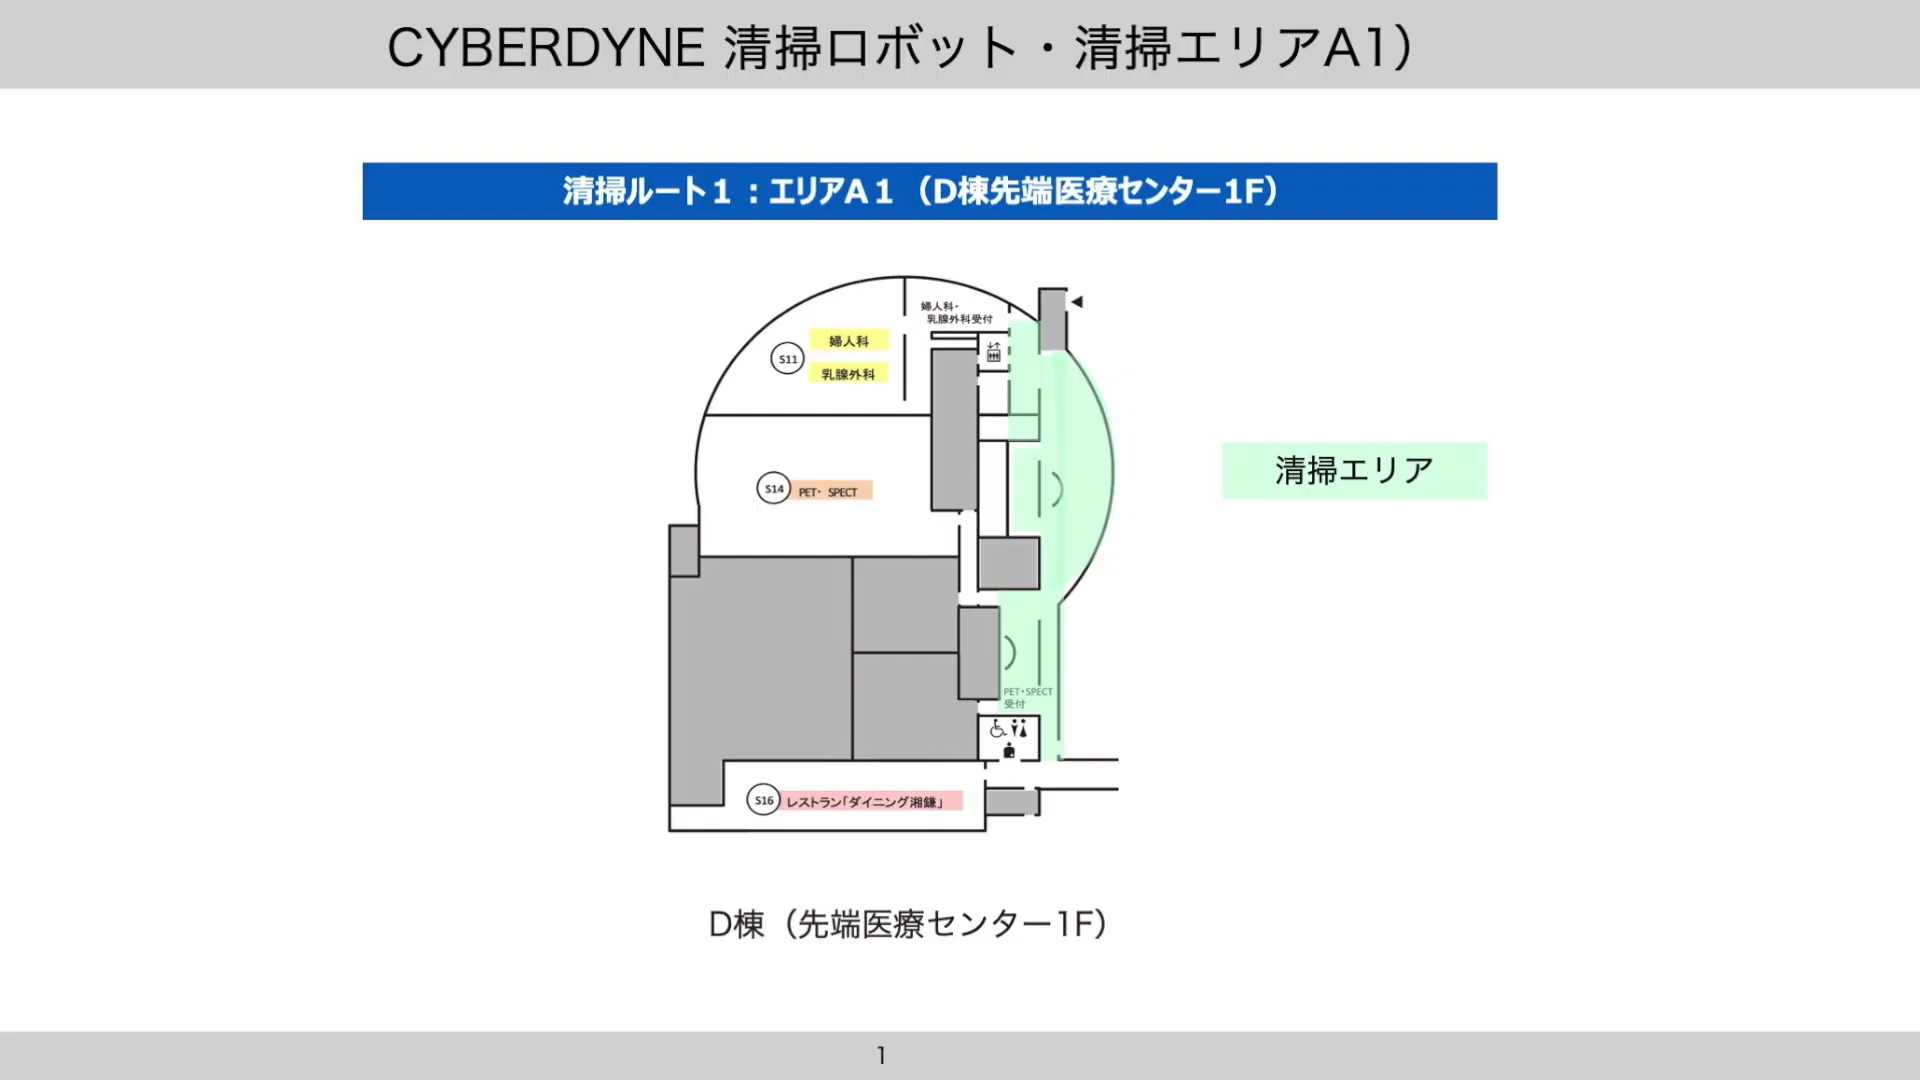 CYBERDYNE 清掃ロボット・清掃エリアA1）
清掃ルート１：エリアA１（D棟先端医療センター1F）
婦人科・
乳腺外科受付
S11
婦人科
乳腺外科
清掃エリア
S14
PET・ SPECT
PET・SPECT
受付
S16
レストラン「ダイニング湘鎌」
D棟（先端医療センター1F）
1